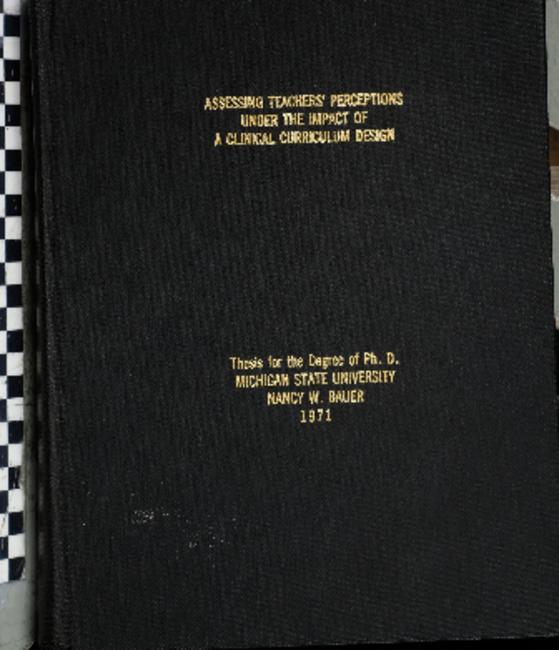 ASSESSING TEACHERS' PERCEPTIONS
UNDER THE IMPACT OF
A CLINICAL CURRICULUM DESIGN
Thesis for the Degree of Ph. D.
MICHIGAN STATE UNIVERSITY
NANCY W. BAUER
1971